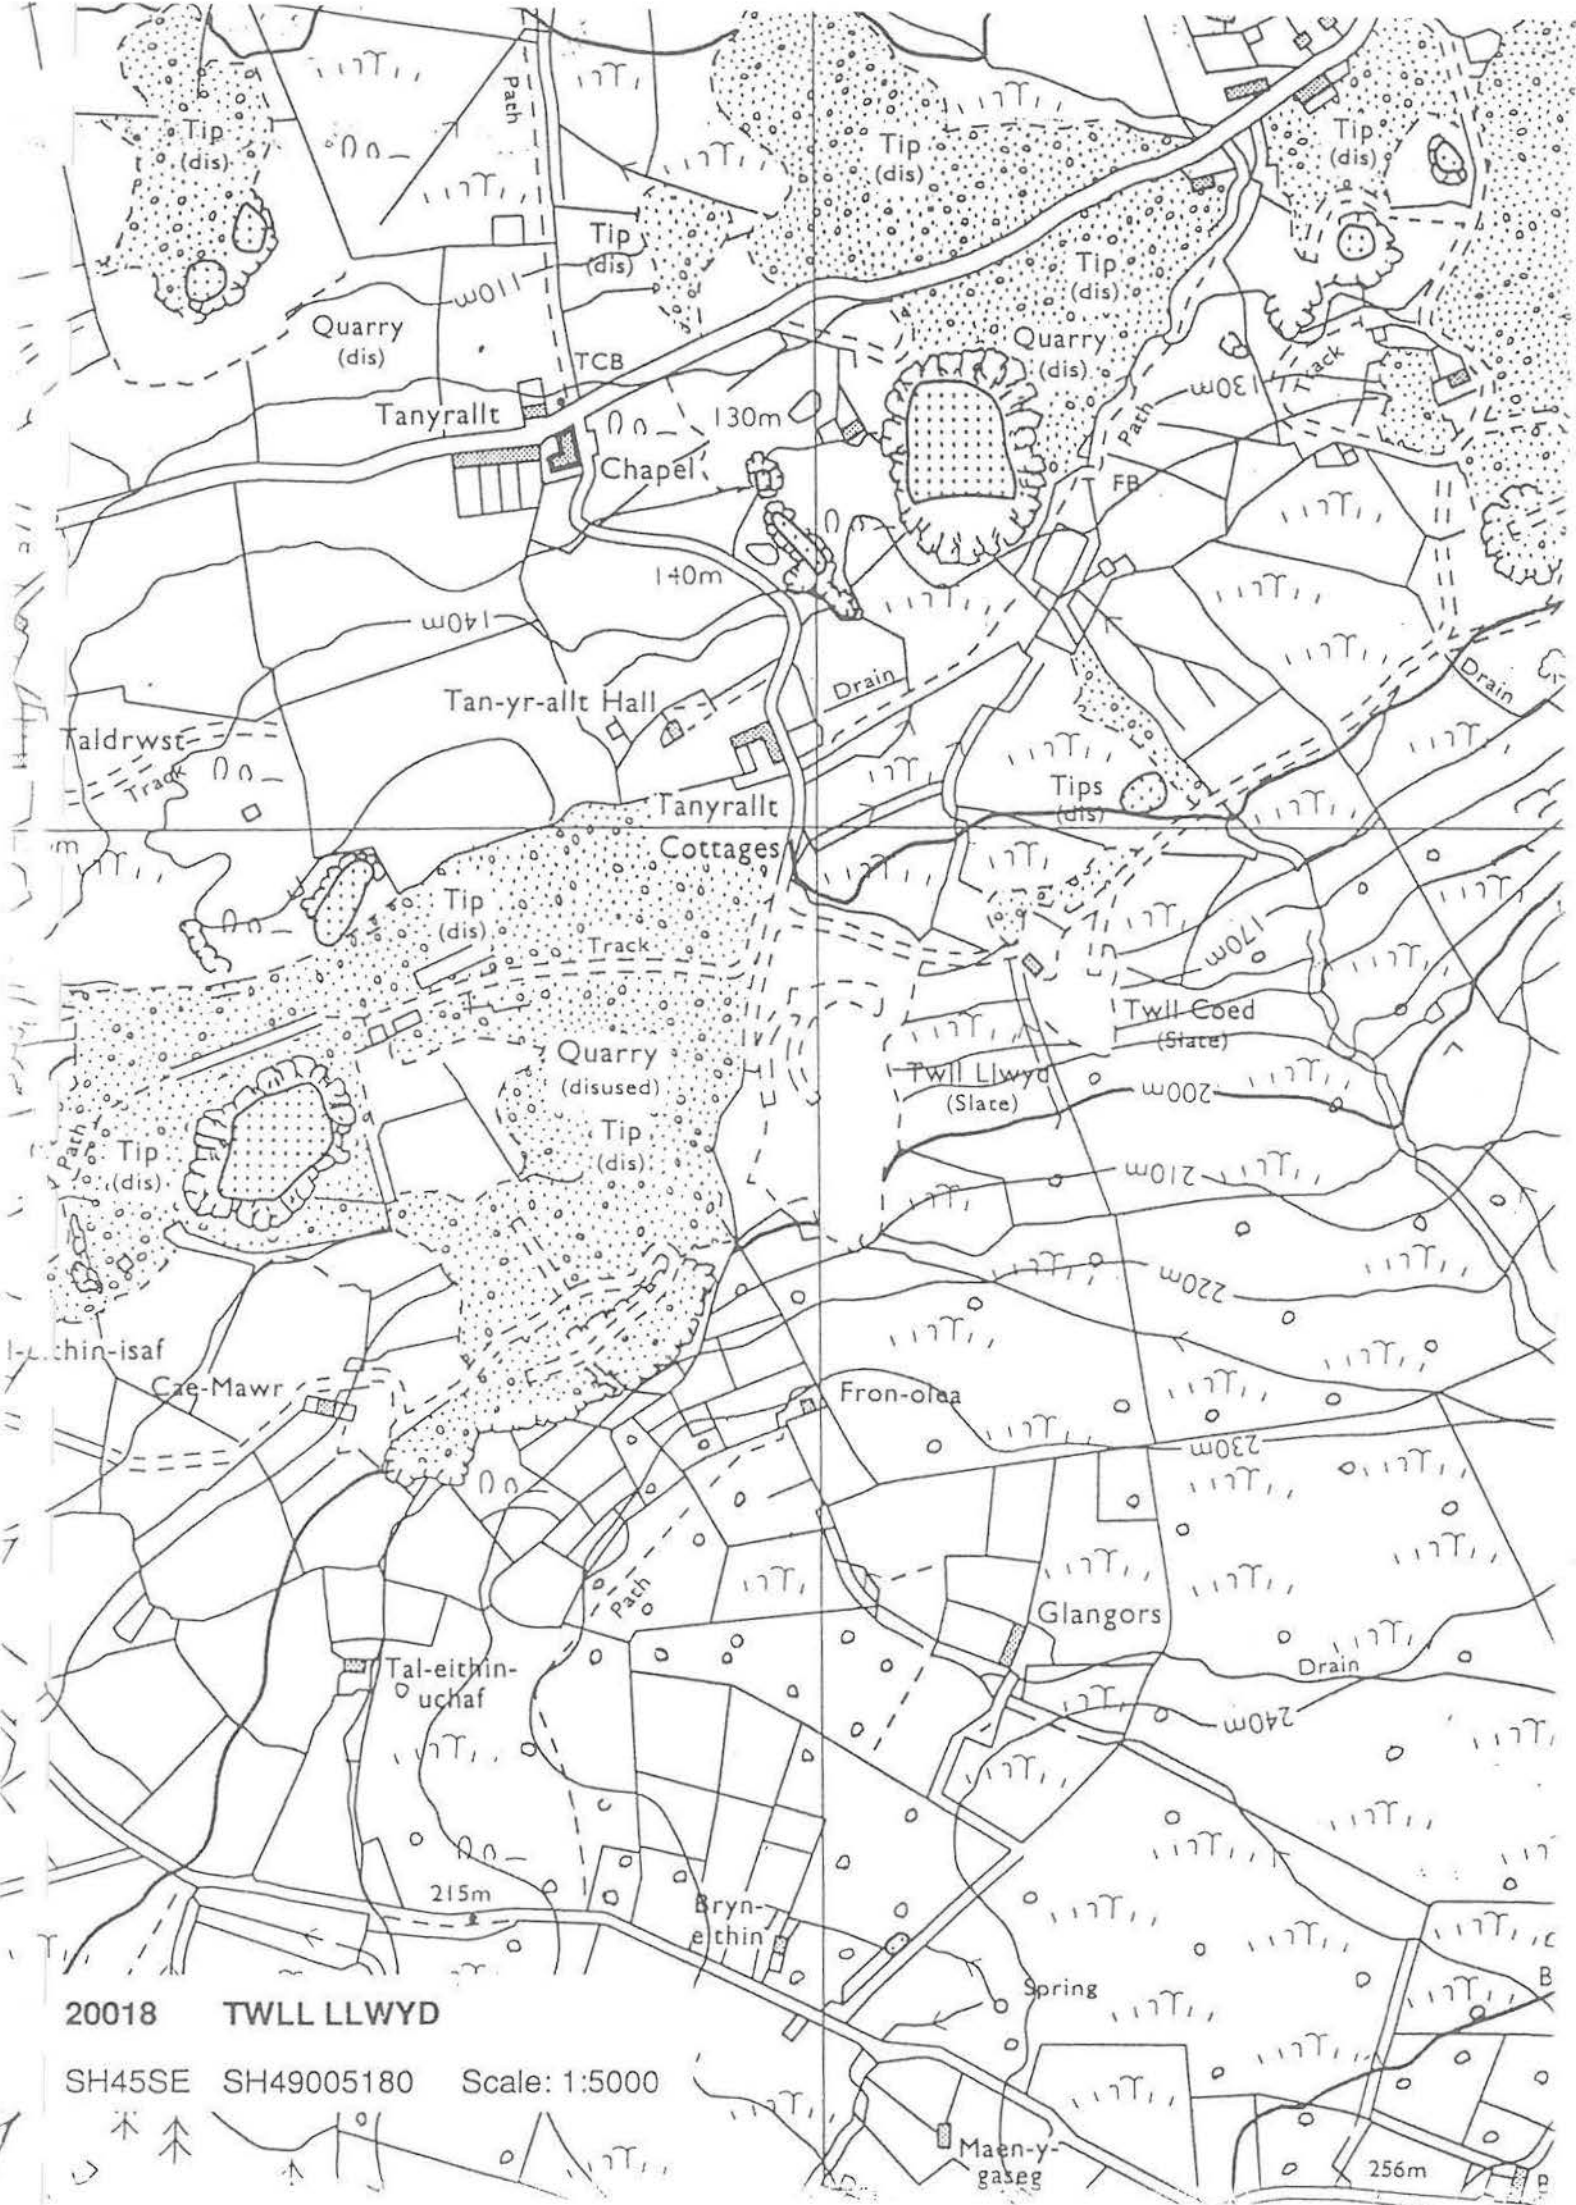 Path
Tip
(dis)
Tip
(dis)
Tip
(dis)
Tip
(dis)
Tip
(dis)
110m
Quarry
(dis)
Quarry
(dis)
TCB
Track
130m
Tanyrallt
130m
Path
Chapel
FB
140m
140m
Drain
Drain
Tan-yr-allt Hall
Taldrwst
Track
Tips
(dis)
Tanyrallt
Cottages
m
Tip
(dis)
Track
170m
Twll Coed
(Slate)
Quarry
(disused)
Twll Llwyd
(Slate)
200m
Path
Tip
(dis)
Tip
(dis)
210m
220m
Cae-Mawr
Fron-olea
230m
Path
Glangors
Tal-eithin-
uchaf
Drain
240m
215m
Bryn-
eithin
Spring
B
20018 TWLL LLWYD
SH45SE SH49005180 Scale: 1:5000
Maen-y-
gaseg
256m